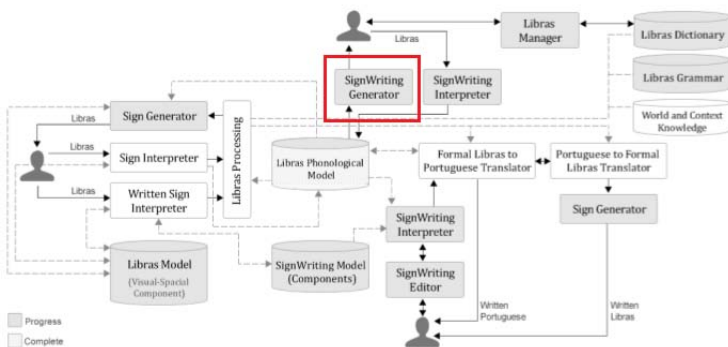 Libras
Libras
Manager
Libras Dictionary
SignWriting
Generator
SignWriting
Interpreter
Libras Grammar
World and Context
Knowledge
Sign Generator
Libras
Libras
Sign Interpreter
Libras
Written Sign
Interpreter
Libras Processing
Libras Phonological
Model
Formal Libras to
Portuguese Translator
Portuguese to Formal
Libras Translator
Sign Generator
SignWriting
Interpreter
SignWriting
Editor
Libras Model
(Visual-Spacial
Component)
SignWriting Model
(Components)
Written
Portuguese
Written
Libras
Progress
Complete